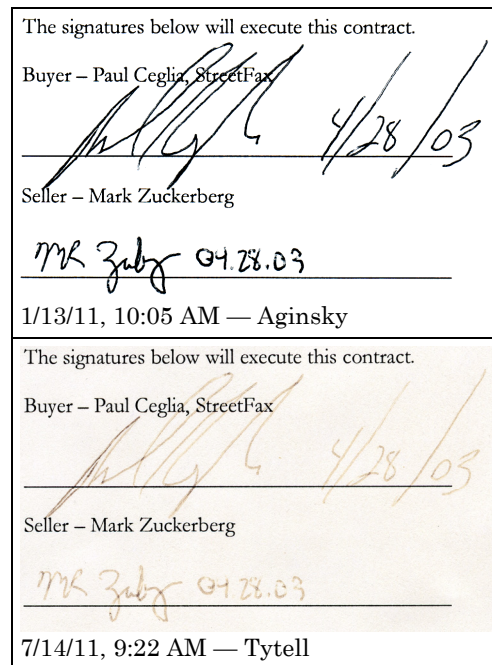 The signatures below will execute this contract.
Buyer – Paul Ceglia, StreetFax
4/28/03
Seller – Mark Zuckerberg
04.28.03
1/13/11, 10:05 AM — Aginsky
The signatures below will execute this contract.
Buyer – Paul Ceglia, StreetFax
4/28/03
Seller – Mark Zuckerberg
04.28.03
7/14/11, 9:22 AM — Tytell